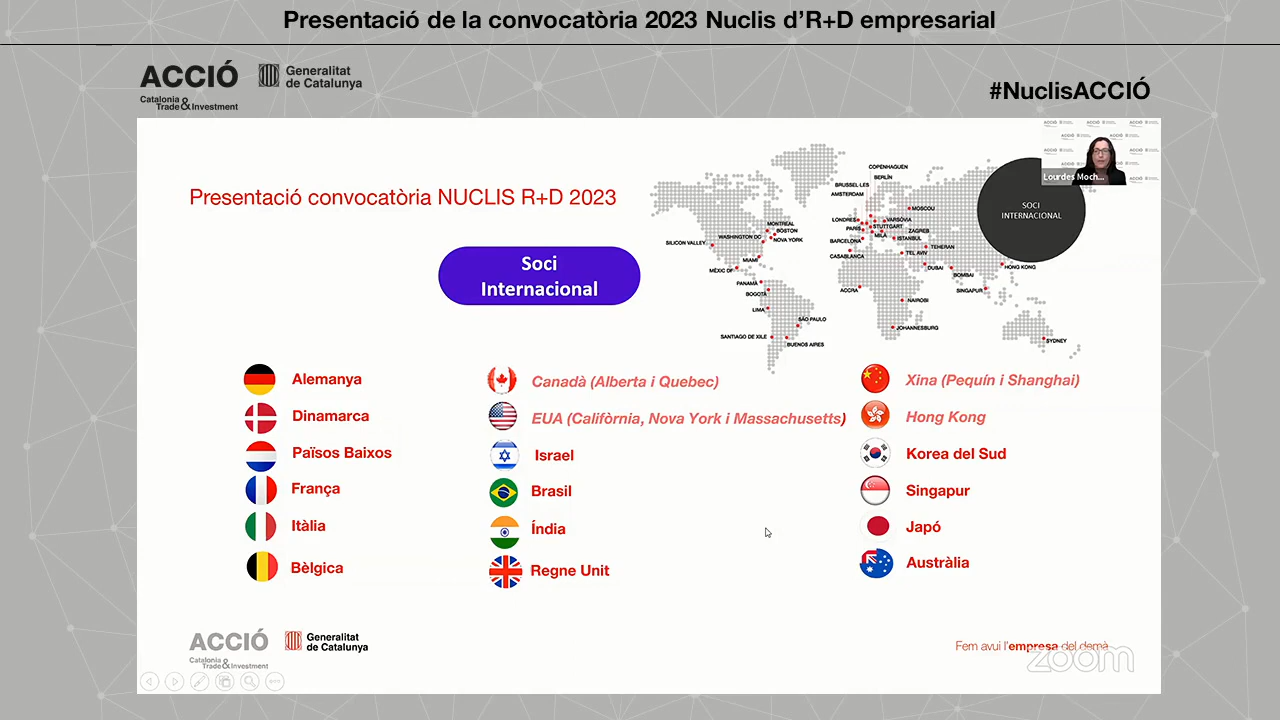 Presentació de la convocatòria 2023 Nuclis d'R+D empresarial
ACCIÓ
Catalonia
Trade & Investment
Generalitat
de Catalunya
#NuclisACCIÓ
Presentació convocatòria NUCLIS R+D 2023
Soci
Internacional
SOCI
INTERNACIONAL
Lourdes Moch...
COPENHAGUEN
BERLÍN
BRUSSEL·LES
AMSTERDAM
MOSCOU
LONDRES
VARSÒVIA
PARÍS
STUTTGART
ZAGREB
MILÀ
ISTANBUL
BARCELONA
TEHERAN
CASABLANCA
TEL AVIV
DUBAI
BOMBAI
HONG KONG
SINGAPUR
ACCRA
NAIROBI
JOHANNESBURG
SYDNEY
MONTREAL
BOSTON
WASHINGTON DC
NOVA YORK
SILICON VALLEY
MIAMI
MÈXIC DF
PANAMÀ
BOGOTÀ
LIMA
SÃO PAULO
SANTIAGO DE XILE
BUENOS AIRES
Alemanya
Dinamarca
Països Baixos
França
Itàlia
Bèlgica
Canadà (Alberta i Quebec)
EUA (Califòrnia, Nova York i Massachusetts)
Israel
Brasil
Índia
Regne Unit
Xina (Pequín i Shanghai)
Hong Kong
Korea del Sud
Singapur
Japó
Austràlia
ACCIÓ
Catalonia
Trade & Investment
Generalitat
de Catalunya
Fem avui l'empresa del demà
zoom